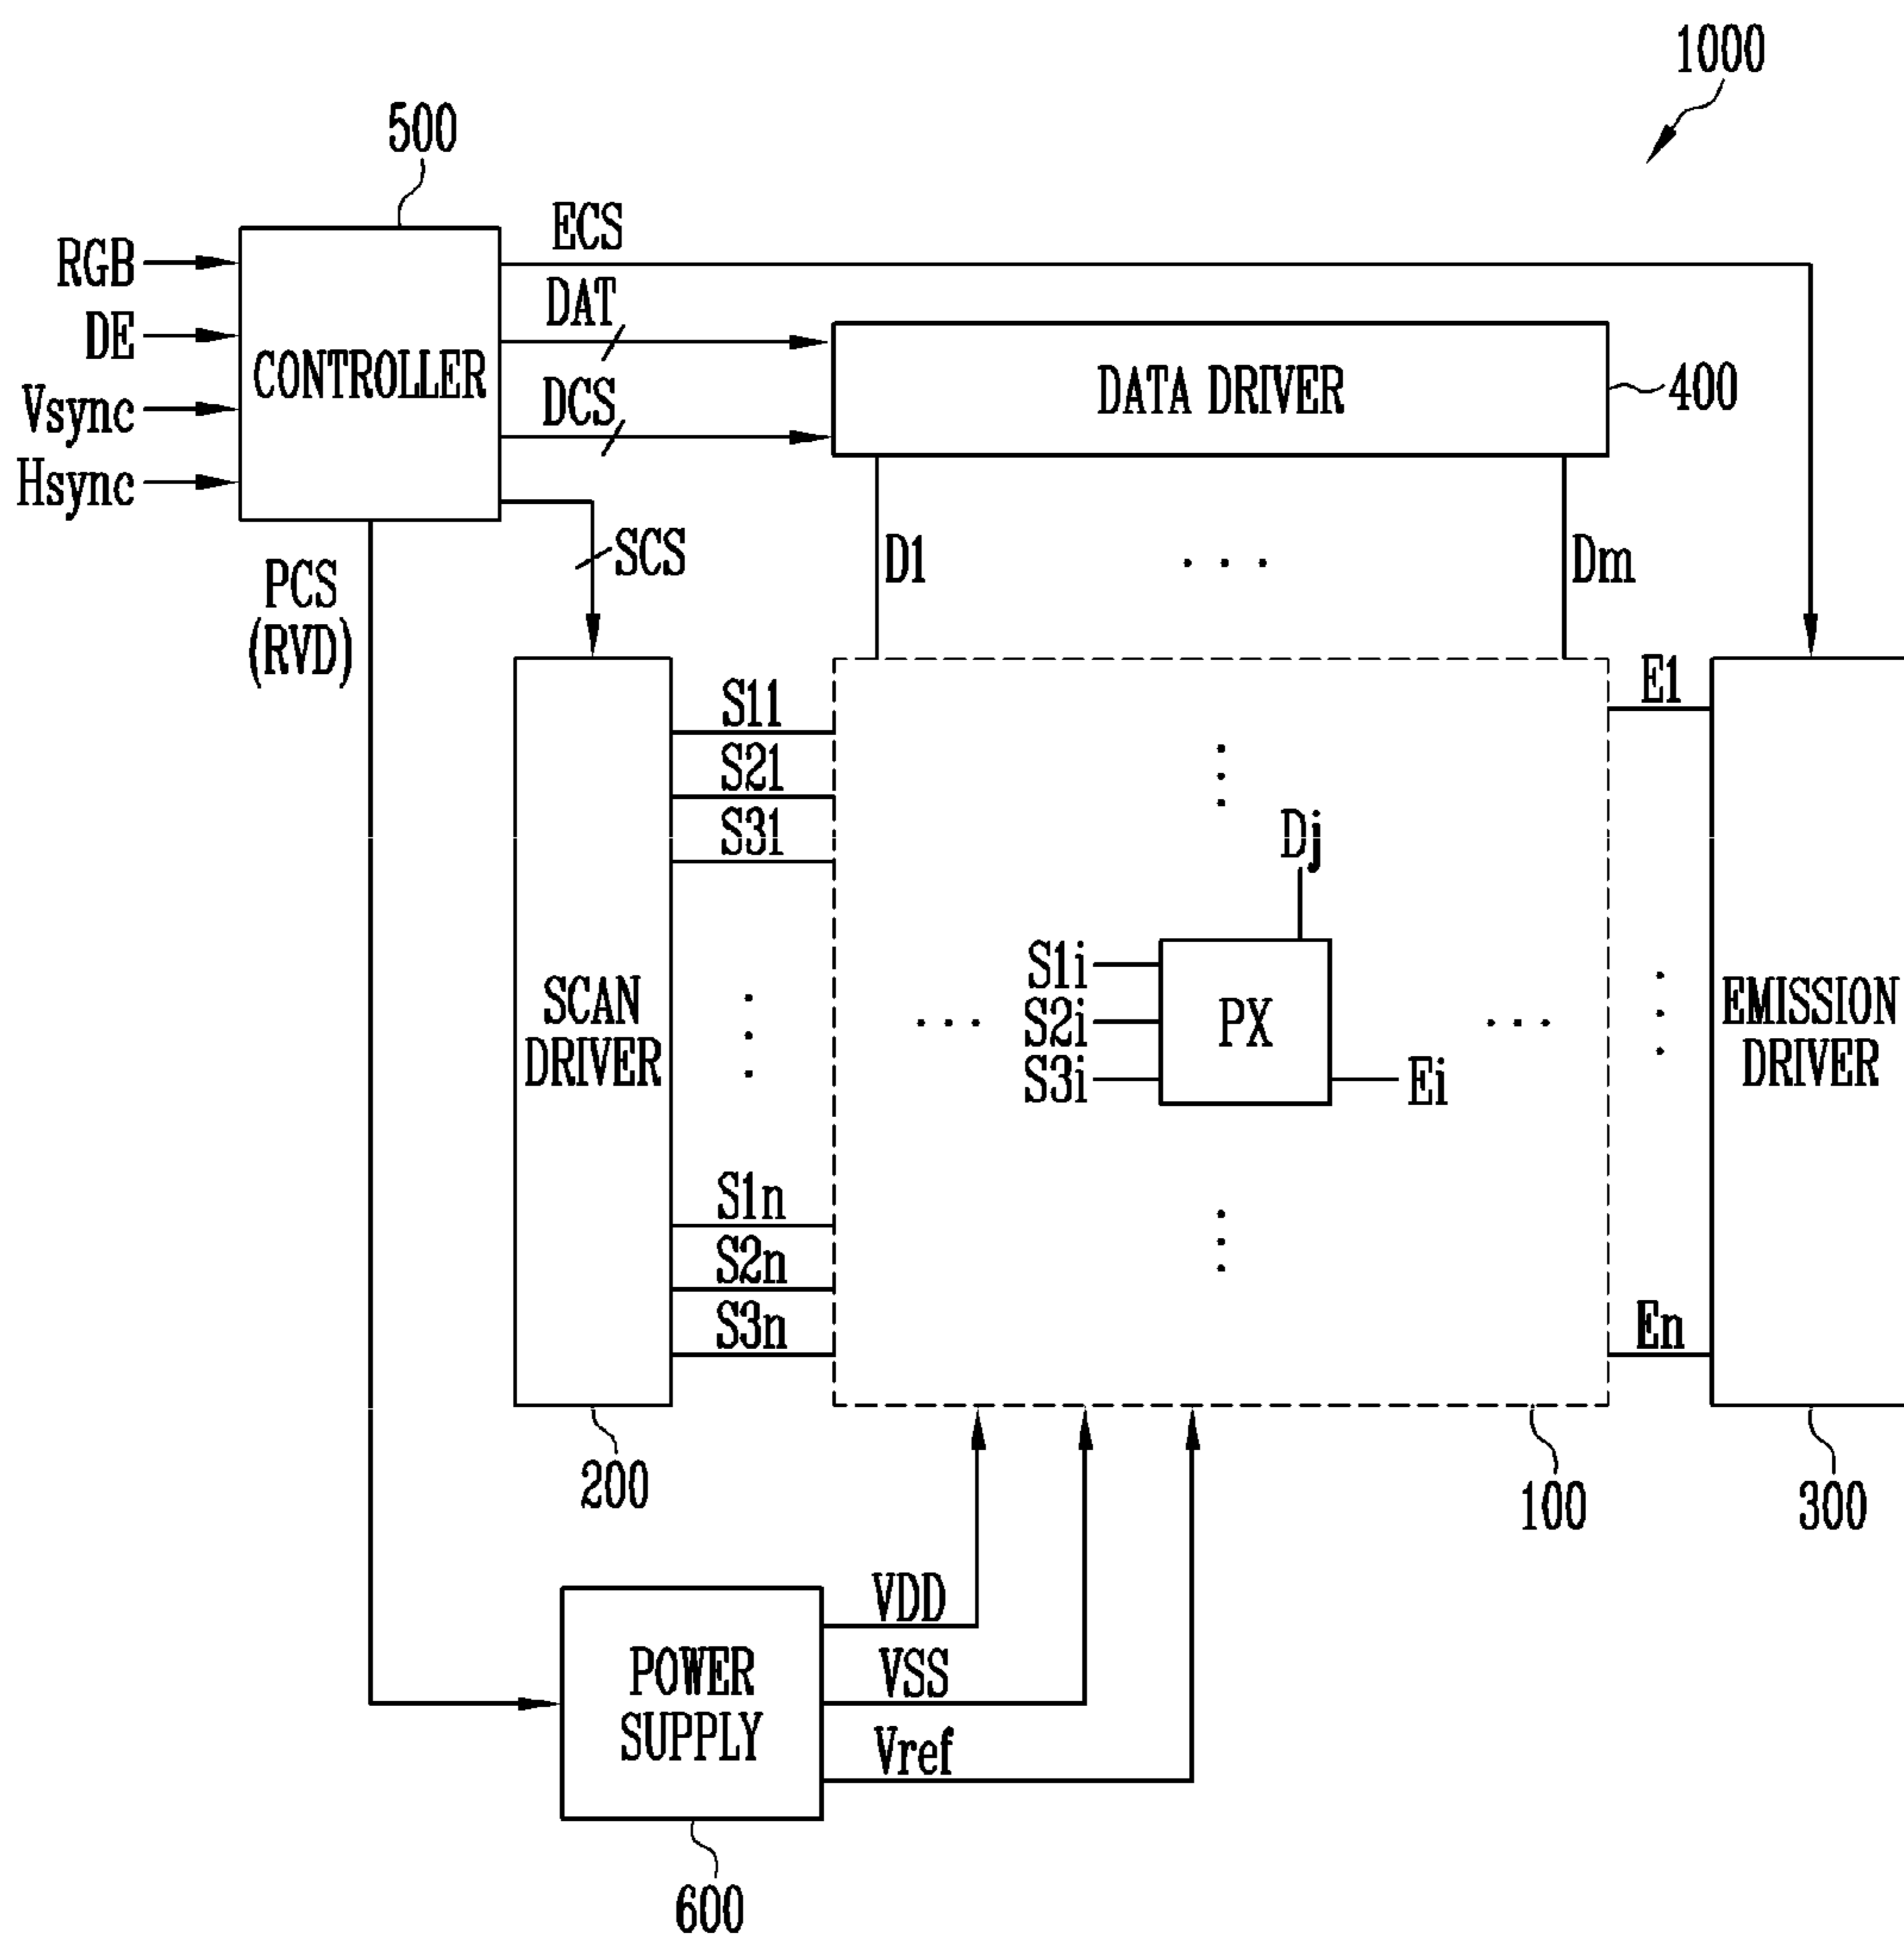 1000
500
ECS
RGB
DAT
DE
CONTROLLER
DATA DRIVER
400
Vsync
DCS
Hsync
SCS
D1
. . .
Dm
PCS
(RVD)
E1
S11
S21
S31
Dj
S1i
S2i
S3i
PX
Ei
SCAN
DRIVER
EMISSION
DRIVER
S1n
S2n
S3n
En
200
100
300
VDD
VSS
Vref
POWER
SUPPLY
600